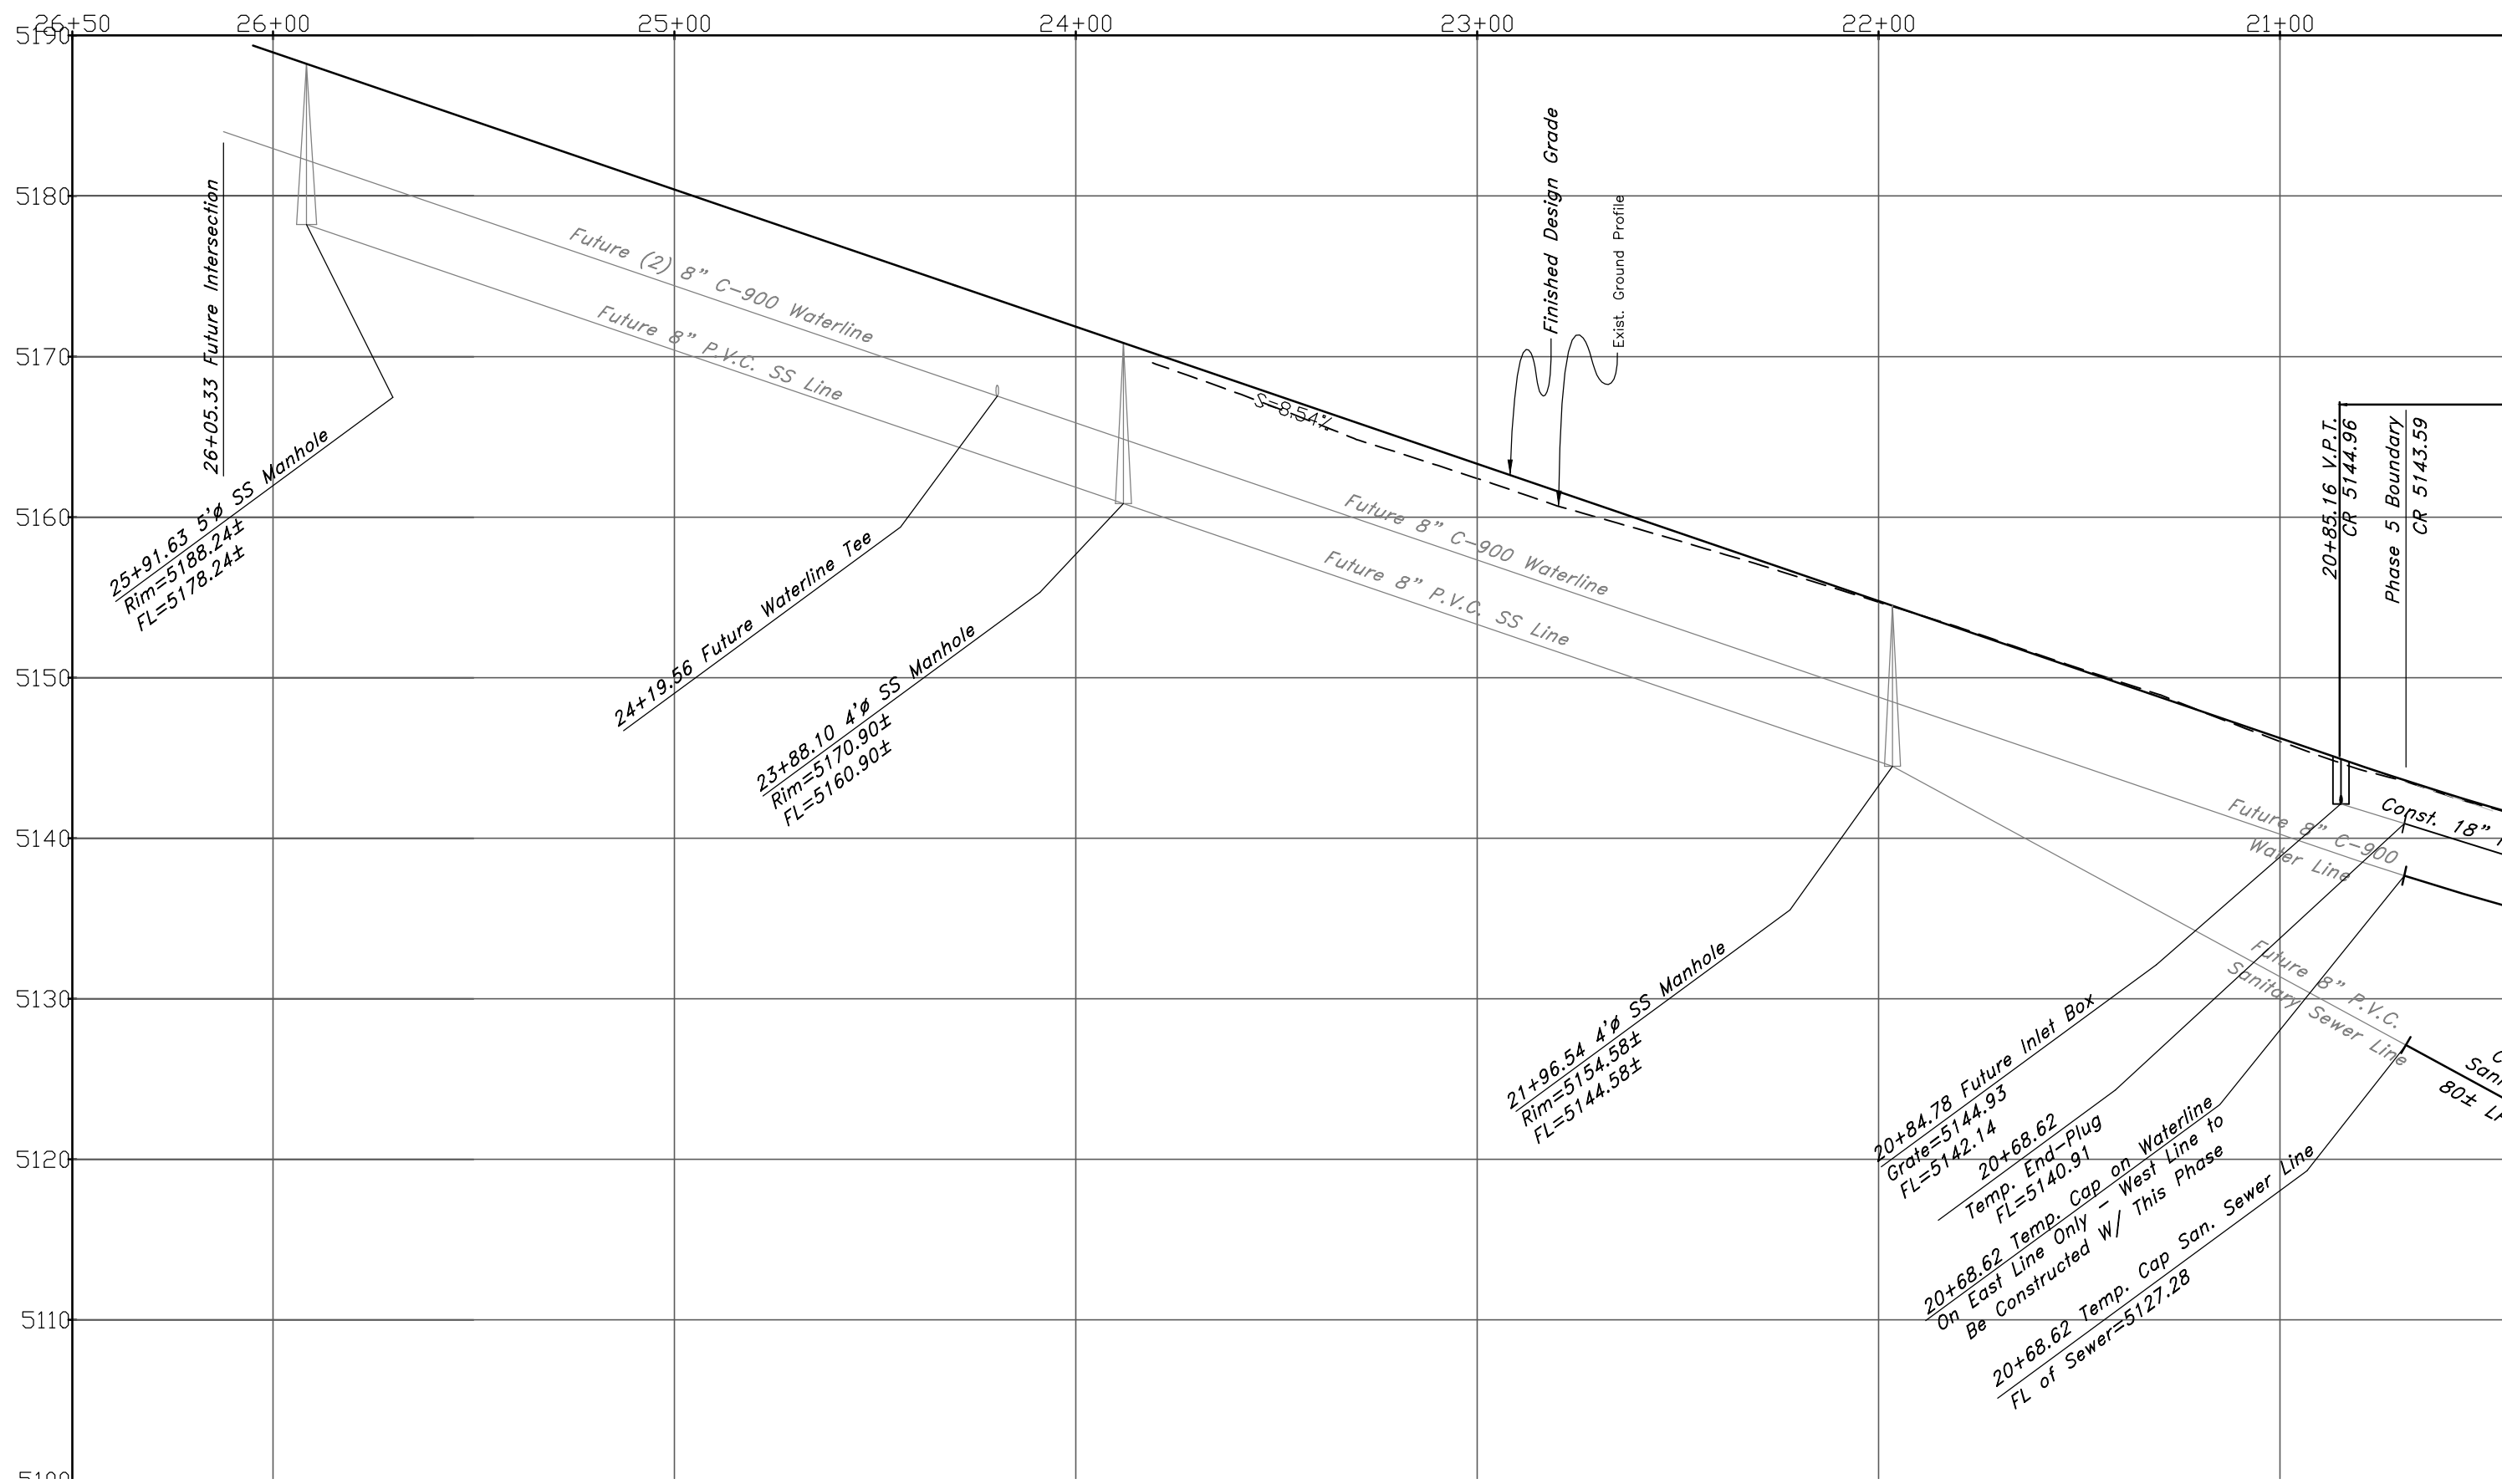 26+50
26+00
25+00
24+00
23+00
22+00
21+00
5190
5180
5170
5160
5150
5140
5130
5120
5110
5100
26+05.33 Future Intersection
25+91.63 5'ø SS Manhole
Rim=5188.24±
FL=5178.24±
Future (2) 8" C-900 Waterline
Future 8" P.V.C. SS Line
24+19.56 Future Waterline Tee
23+88.10 4'ø SS Manhole
Rim=5170.90±
FL=5160.90±
S=8.54%
Finished Design Grade
Exist. Ground Profile
Future 8" C-900 Waterline
Future 8" P.V.C. SS Line
21+96.54 4'ø SS Manhole
Rim=5154.58±
FL=5144.58±
20+85.16 V.P.T.
CR 5144.96
Phase 5 Boundary
CR 5143.59
Const. 18"
Future 8" C-900
Water Line
Future 8" P.V.C.
Sanitary Sewer Line
80± LF
20+84.78 Future Inlet Box
Grate=5144.93
FL=5142.14
20+68.62
Temp. End-Plug
FL=5140.91
20+68.62 Temp. Cap on Waterline
On East Line Only - West Line to
Be Constructed W/ This Phase
20+68.62 Temp. Cap San. Sewer Line
FL of Sewer=5127.28